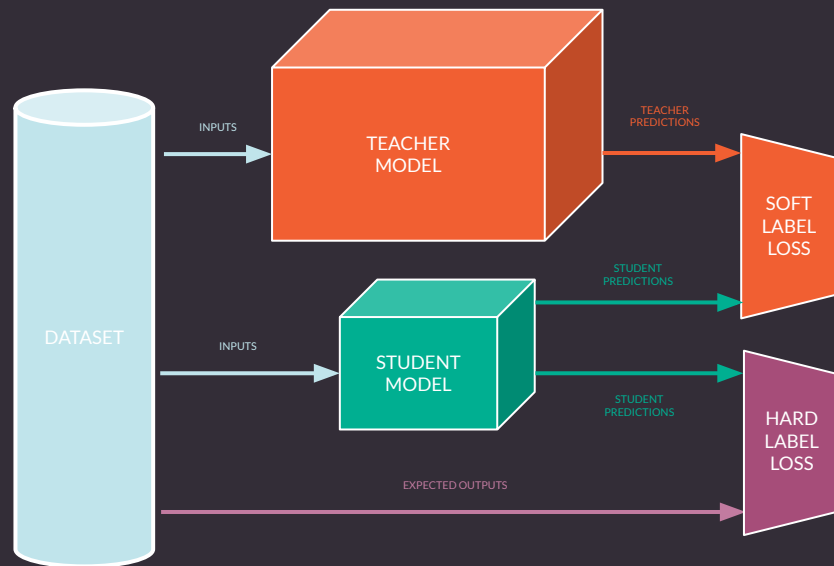 TEACHER
PREDICTIONS
INPUTS
TEACHER
MODEL
SOFT
LABEL
LOSS
STUDENT
PREDICTIONS
DATASET
INPUTS
STUDENT
MODEL
STUDENT
PREDICTIONS
HARD
LABEL
LOSS
EXPECTED OUTPUTS